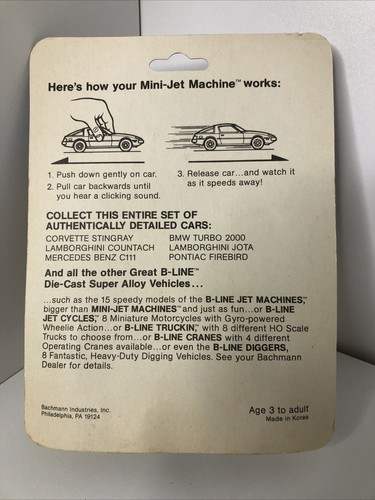 Here's how your Mini-Jet Machine™ works:
1. Push down gently on car.
2. Pull car backwards until
you hear a clicking sound.
3. Release car...and watch it
as it speeds away!
COLLECT THIS ENTIRE SET OF
AUTHENTICALLY DETAILED CARS:
CORVETTE STINGRAY
LAMBORGHINI COUNTACH
MERCEDES BENZ C111
BMW TURBO 2000
LAMBORGHINI JOTA
PONTIAC FIREBIRD
And all the other Great B-LINE™
Die-Cast Super Alloy Vehicles...
...such as the 15 speedy models of the B-LINE JET MACHINES,™
bigger than MINI-JET MACHINES™ and just as fun...or B-LINE
JET CYCLES,™ 8 Miniature Motorcycles with Gyro-powered
Wheelie Action...or B-LINE TRUCKIN,™ with 8 different HO Scale
Trucks to choose from...or B-LINE CRANES with 4 different
Operating Cranes available...or even the B-LINE DIGGERS,
8 Fantastic, Heavy-Duty Digging Vehicles. See your Bachmann
Dealer for details.
Bachmann Industries, Inc.
Philadelphia, PA 19124
Age 3 to adult
Made in Korea